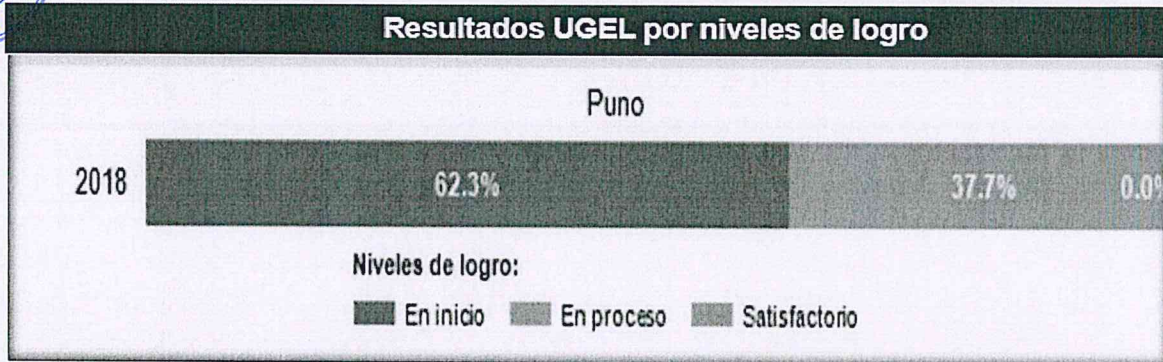 Resultados UGEL por niveles de logro
Puno
2018 62.3% 37.7% 0.0%
Niveles de logro:
En inicio En proceso Satisfactorio